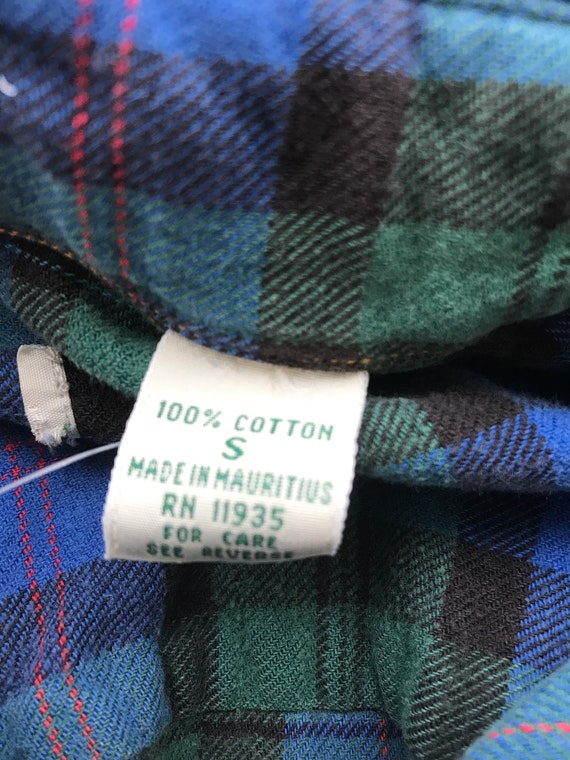 100% COTTON
S
MADE IN MAURITIUS
RN 11935
FOR CARE
SEE REVERSE